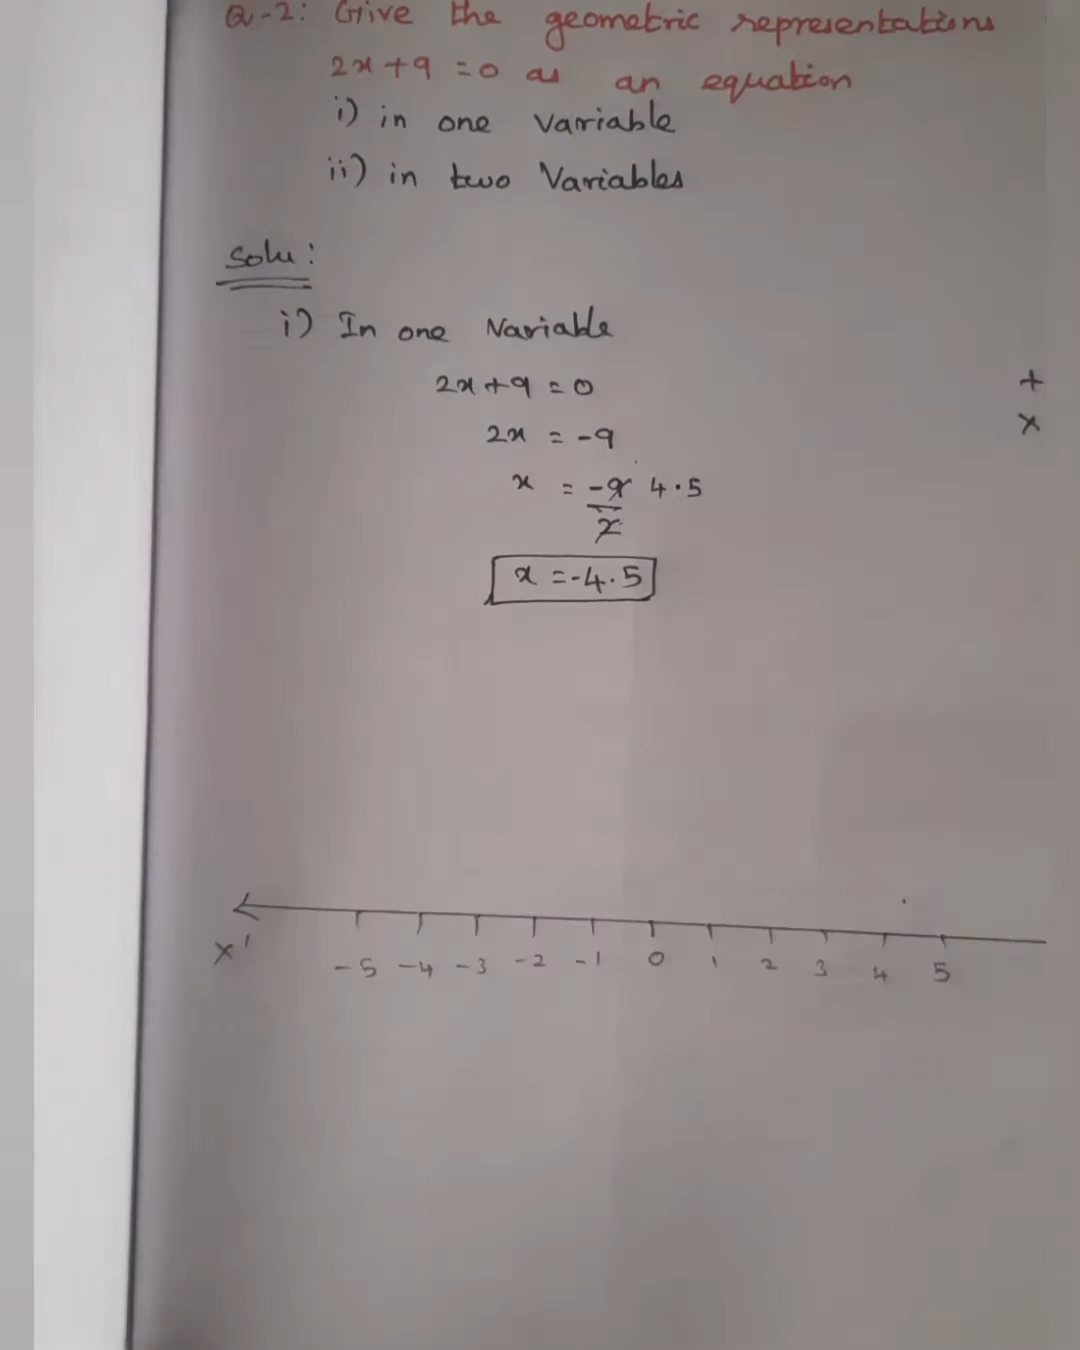 Q-2: Give the geometric representations
2x+9=0 as an equation
i) in one variable
ii) in two Variables
Solu:
i) In one Variable
2x+9=0
+
2x = -9
x
x = -9/2 4.5
x = -4.5
x'
-5 -4 -3 -2 -1 0 1 2 3 4 5